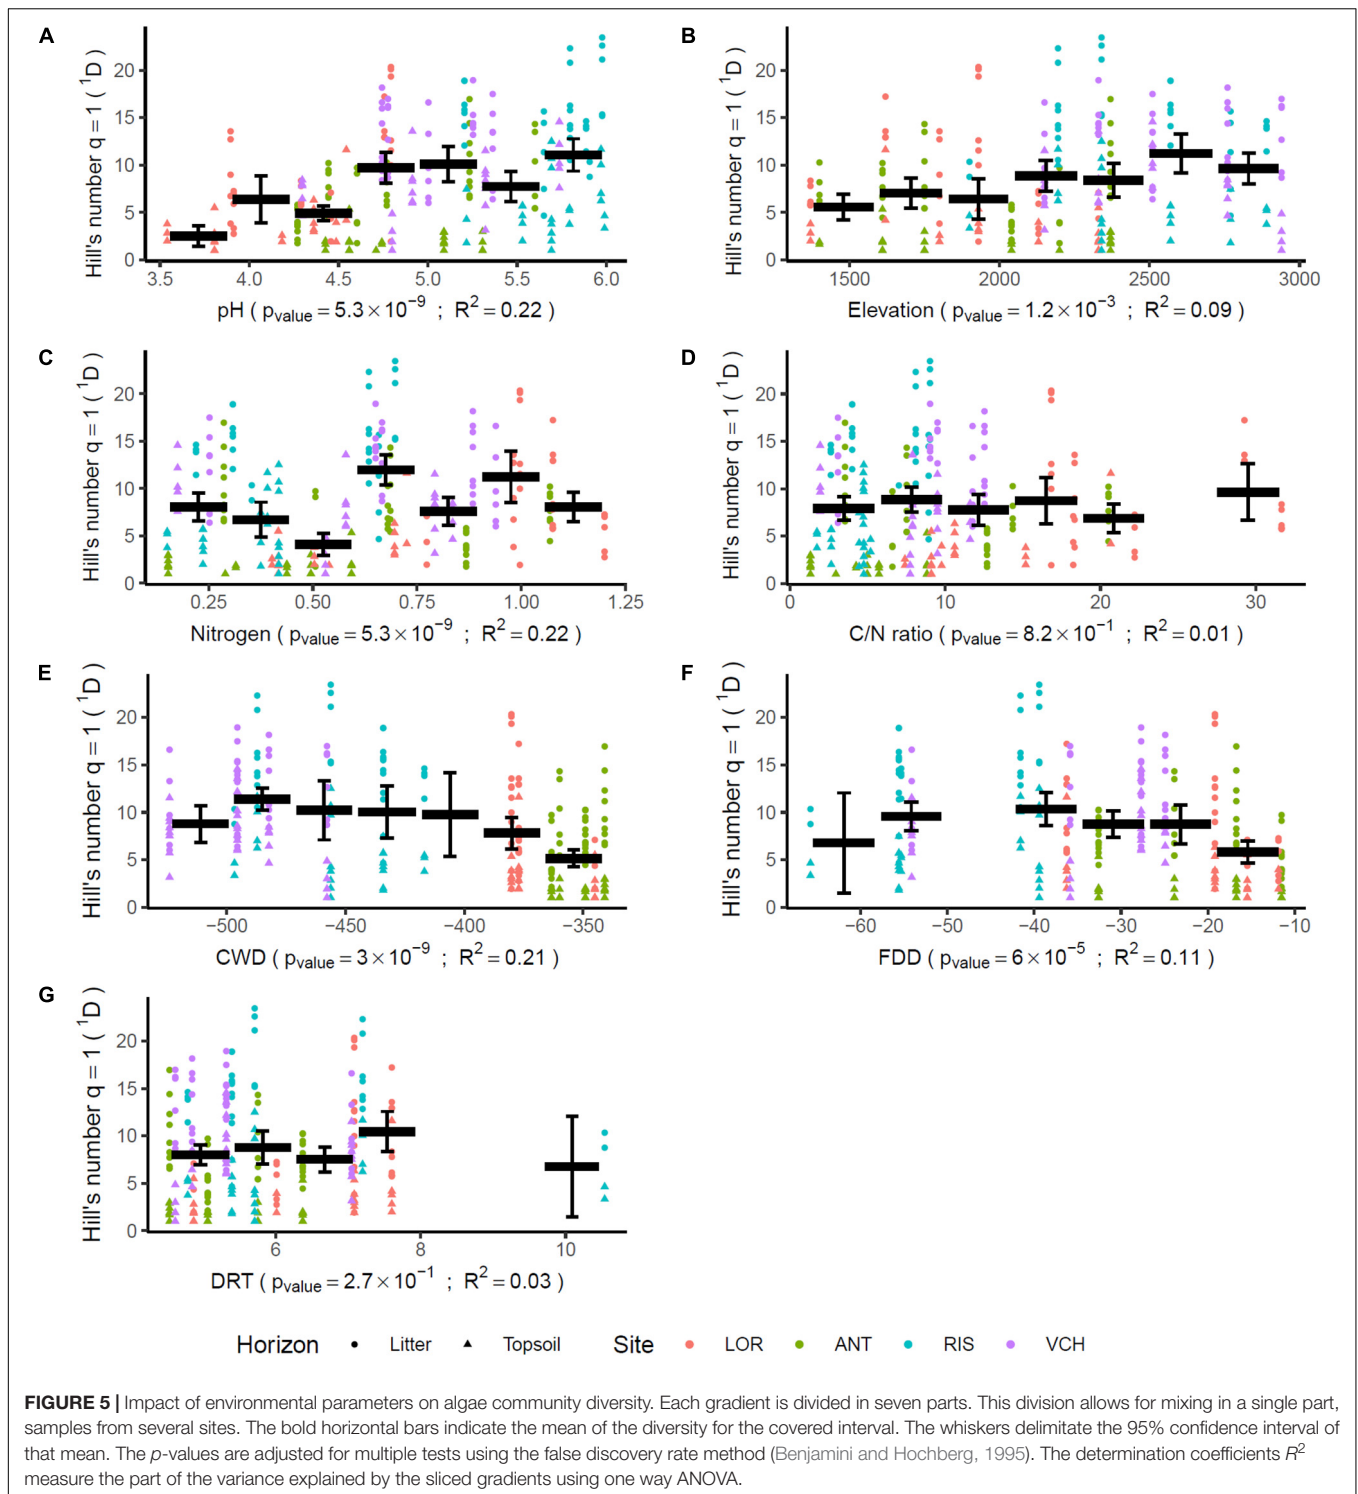 A
Hill's number q = 1 ( ¹D )
20
15
10
5
0
3.5 4.0 4.5 5.0 5.5 6.0
pH ( pvalue = 5.3 × 10⁻⁹ ; R² = 0.22 )
B
Hill's number q = 1 ( ¹D )
20
15
10
5
0
1500 2000 2500 3000
Elevation ( pvalue = 1.2 × 10⁻³ ; R² = 0.09 )
C
Hill's number q = 1 ( ¹D )
20
15
10
5
0
0.25 0.50 0.75 1.00 1.25
Nitrogen ( pvalue = 5.3 × 10⁻⁹ ; R² = 0.22 )
D
Hill's number q = 1 ( ¹D )
20
15
10
5
0
0 10 20 30
C/N ratio ( pvalue = 8.2 × 10⁻¹ ; R² = 0.01 )
E
Hill's number q = 1 ( ¹D )
20
15
10
5
0
−500 −450 −400 −350
CWD ( pvalue = 3 × 10⁻⁹ ; R² = 0.21 )
F
Hill's number q = 1 ( ¹D )
20
15
10
5
0
−60 −50 −40 −30 −20 −10
FDD ( pvalue = 6 × 10⁻⁵ ; R² = 0.11 )
G
Hill's number q = 1 ( ¹D )
20
15
10
5
0
6 8 10
DRT ( pvalue = 2.7 × 10⁻¹ ; R² = 0.03 )
Horizon Litter Topsoil Site LOR ANT RIS VCH
FIGURE 5 | Impact of environmental parameters on algae community diversity. Each gradient is divided in seven parts. This division allows for mixing in a single part,
samples from several sites. The bold horizontal bars indicate the mean of the diversity for the covered interval. The whiskers delimitate the 95% confidence interval of
that mean. The p-values are adjusted for multiple tests using the false discovery rate method (Benjamini and Hochberg, 1995). The determination coefficients R²
measure the part of the variance explained by the sliced gradients using one way ANOVA.